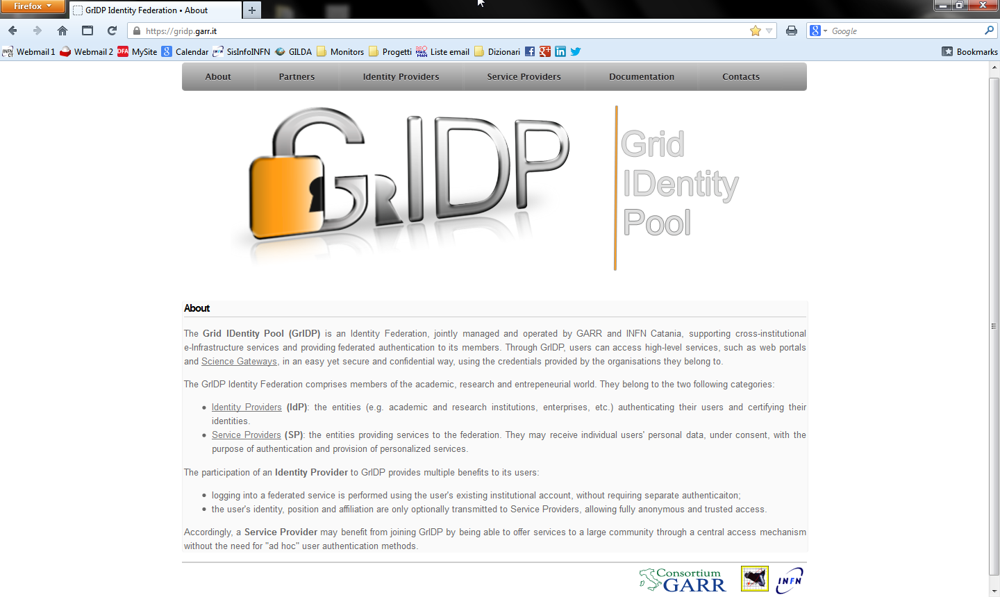 Firefox
GrIDP Identity Federation • About
https://gridp.garr.it
Google
Webmail 1 Webmail 2 MySite Calendar SisInfoINFN GILDA Monitors Progetti Liste email Dizionari Bookmarks
About Partners Identity Providers Service Providers Documentation Contacts
GrIDP
Grid
IDentity
Pool
About
The Grid IDentity Pool (GrIDP) is an Identity Federation, jointly managed and operated by GARR and INFN Catania, supporting cross-institutional
e-Infrastructure services and providing federated authentication to its members. Through GrIDP, users can access high-level services, such as web portals
and Science Gateways, in an easy yet secure and confidential way, using the credentials provided by the organisations they belong to.
The GrIDP Identity Federation comprises members of the academic, research and entrepeneurial world. They belong to the two following categories:
• Identity Providers (IdP): the entities (e.g. academic and research institutions, enterprises, etc.) authenticating their users and certifying their
identities.
• Service Providers (SP): the entities providing services to the federation. They may receive individual users' personal data, under consent, with the
purpose of authentication and provision of personalized services.
The participation of an Identity Provider to GrIDP provides multiple benefits to its users:
• logging into a federated service is performed using the user's existing institutional account, without requiring separate authenticaiton;
• the user's identity, position and affiliation are only optionally transmitted to Service Providers, allowing fully anonymous and trusted access.
Accordingly, a Service Provider may benefit from joining GrIDP by being able to offer services to a large community through a central access mechanism
without the need for "ad hoc" user authentication methods.
Consortium
GARR
INFN